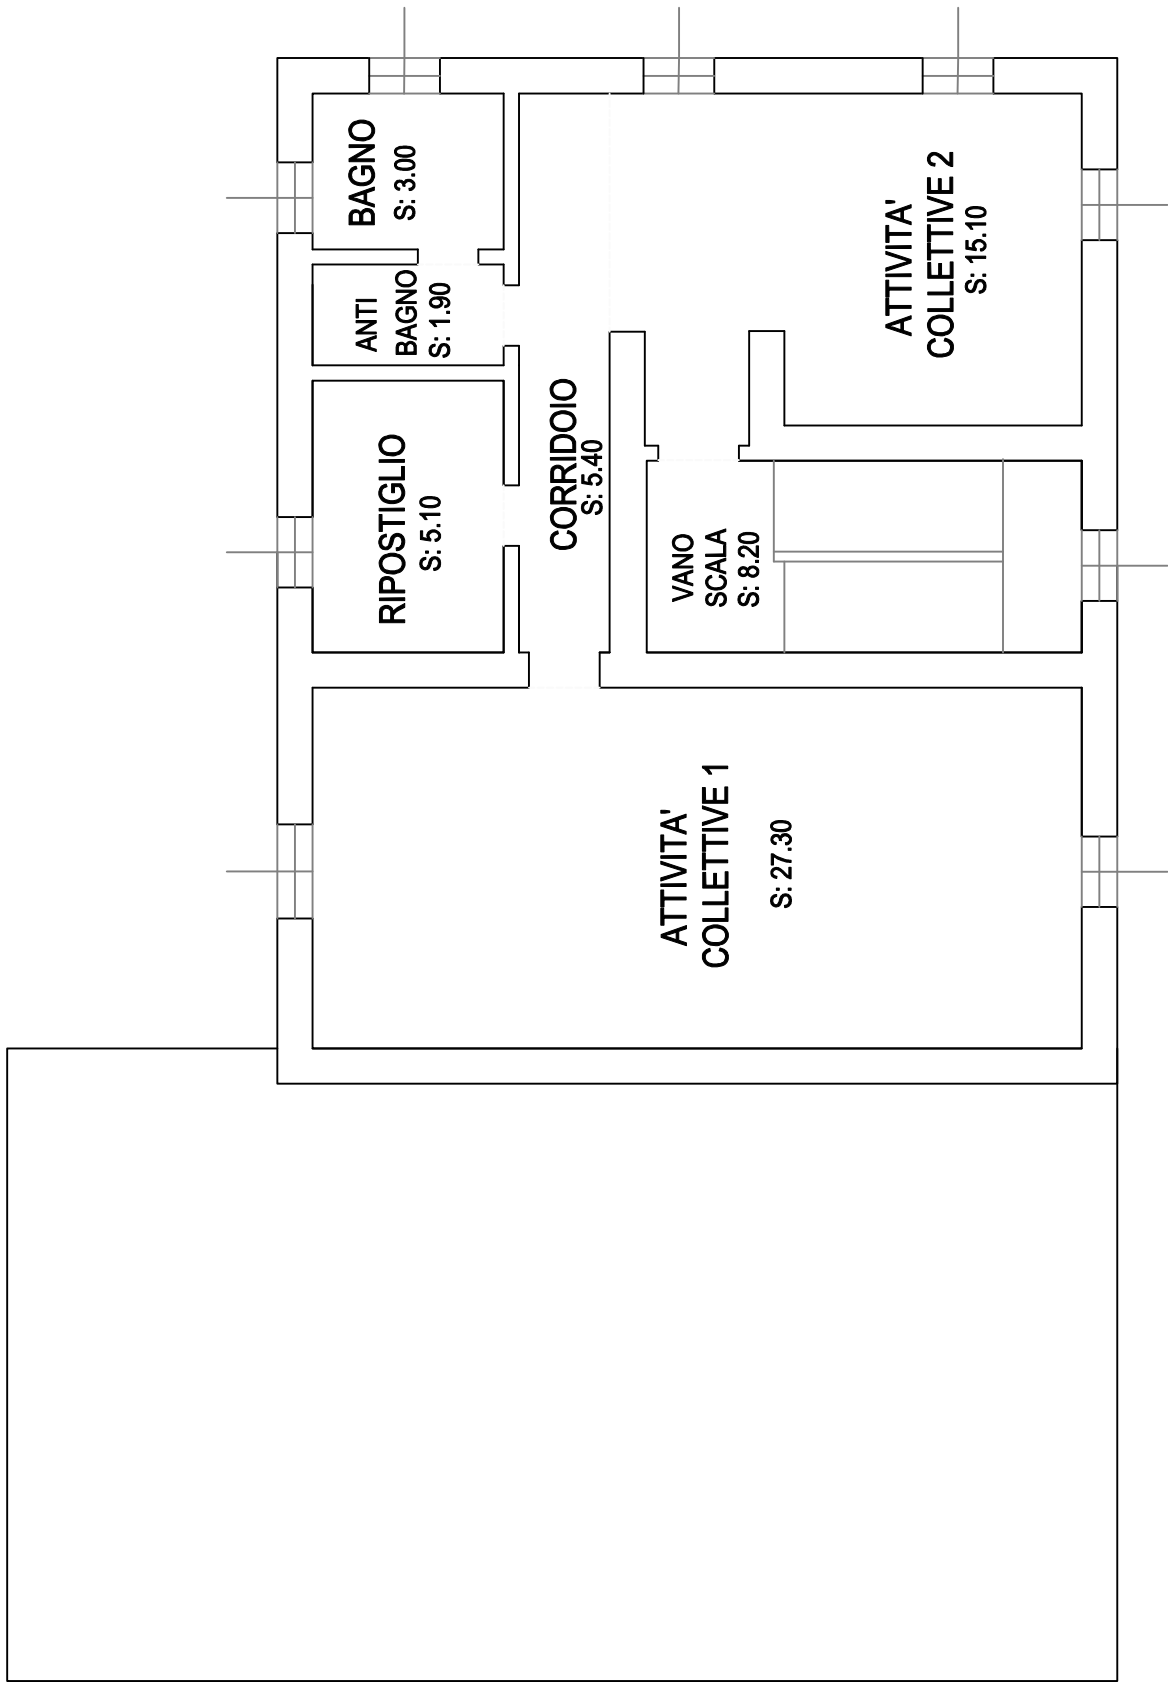 BAGNO
S: 3.00
ANTI
BAGNO
S: 1.90
RIPOSTIGLIO
S: 5.10
CORRIDOIO
S: 5.40
VANO
SCALA
S: 8.20
ATTIVITA'
COLLETTIVE 2
S: 15.10
ATTIVITA'
COLLETTIVE 1
S: 27.30